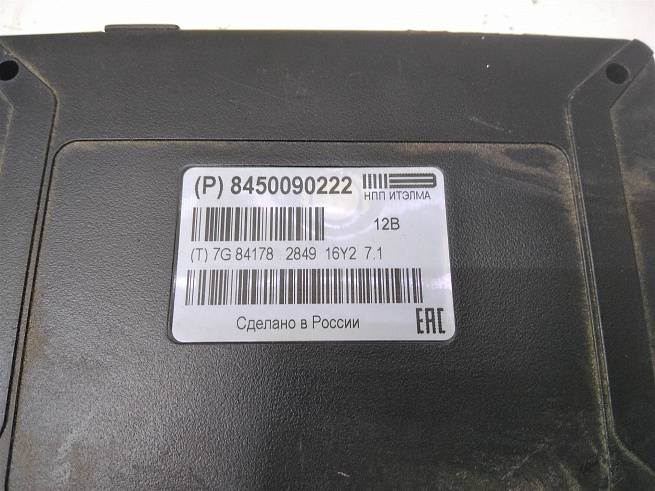 (P) 8450090222
НПП ИТЭЛМА
12В
(T) 7G 84178 2849 16Y2 7.1
Сделано в России
EAC